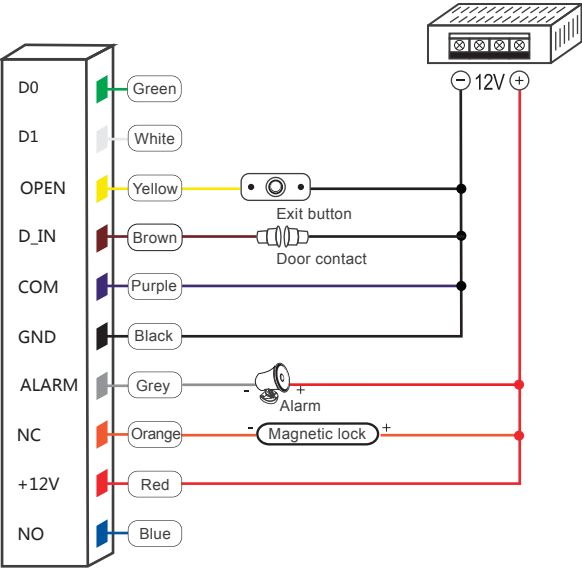 − 12V +
D0 Green
D1 White
OPEN Yellow
Exit button
D_IN Brown
Door contact
COM Purple
GND Black
ALARM Grey - +
Alarm
NC Orange - Magnetic lock +
+12V Red
NO Blue